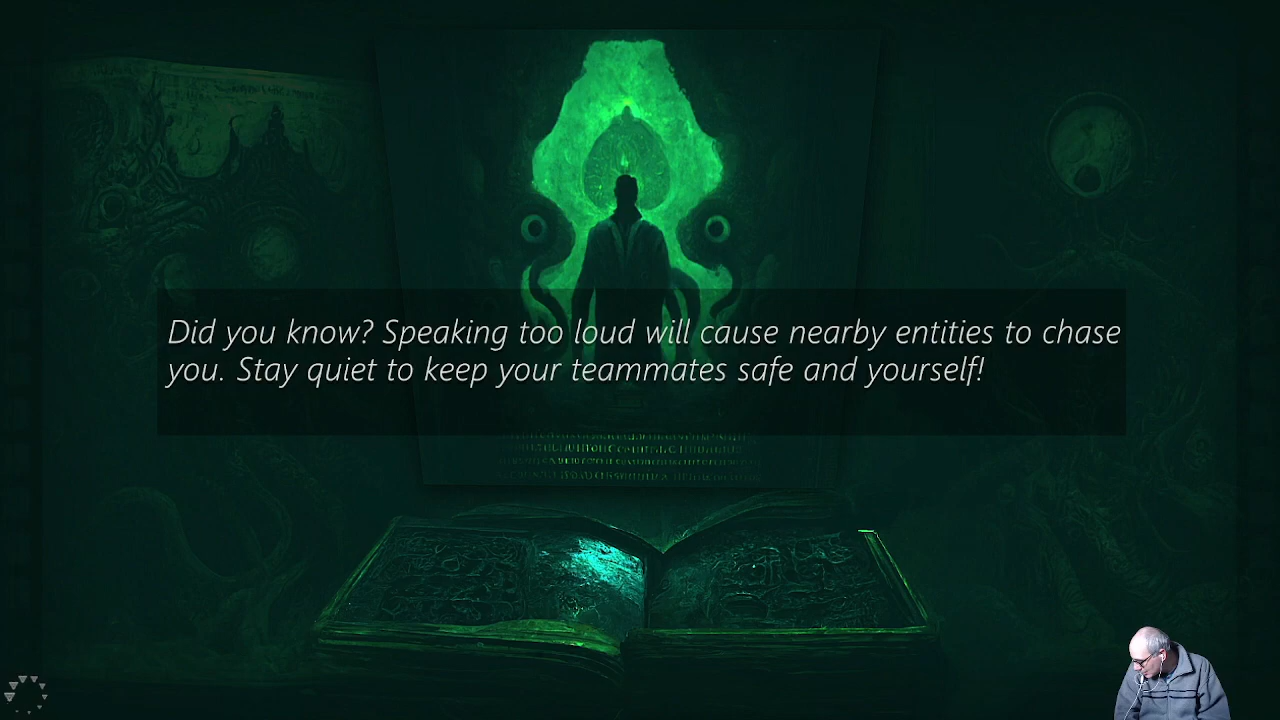 Did you know? Speaking too loud will cause nearby entities to chase
you. Stay quiet to keep your teammates safe and yourself!